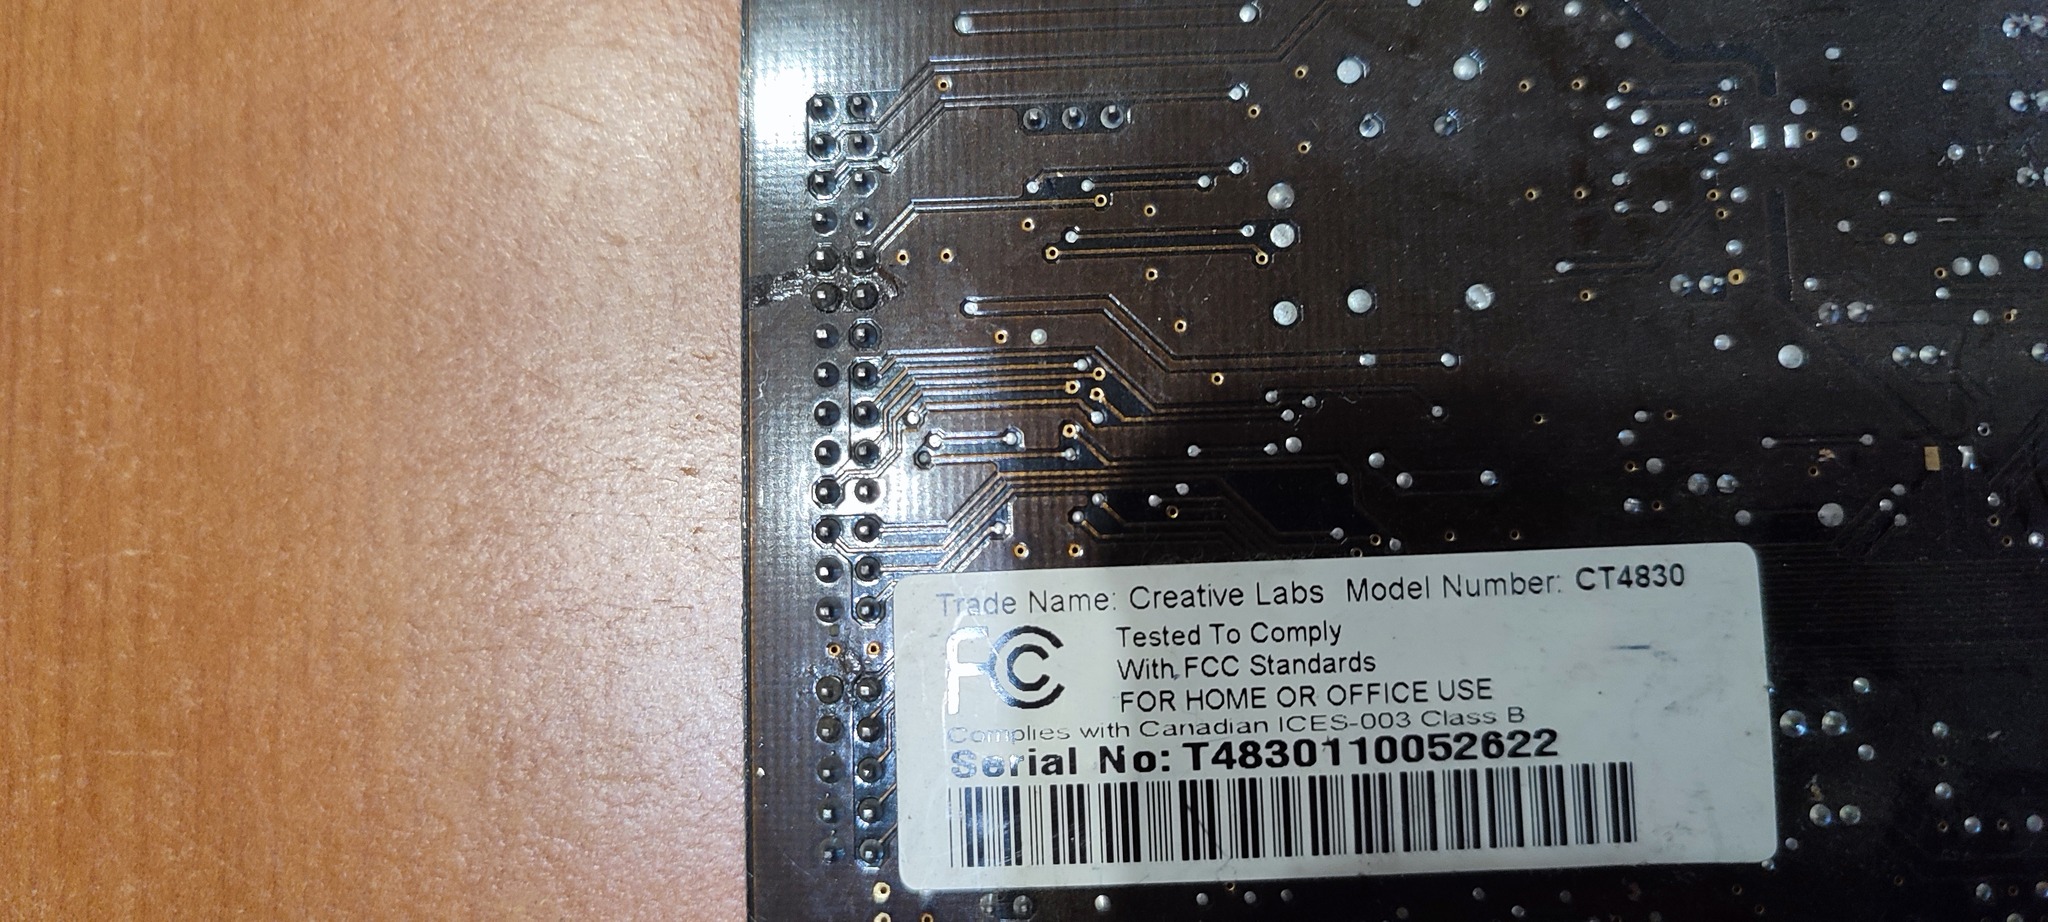 Trade Name: Creative Labs Model Number: CT4830
FC Tested To Comply
With FCC Standards
FOR HOME OR OFFICE USE
Complies with Canadian ICES-003 Class B
Serial No: T4830110052622